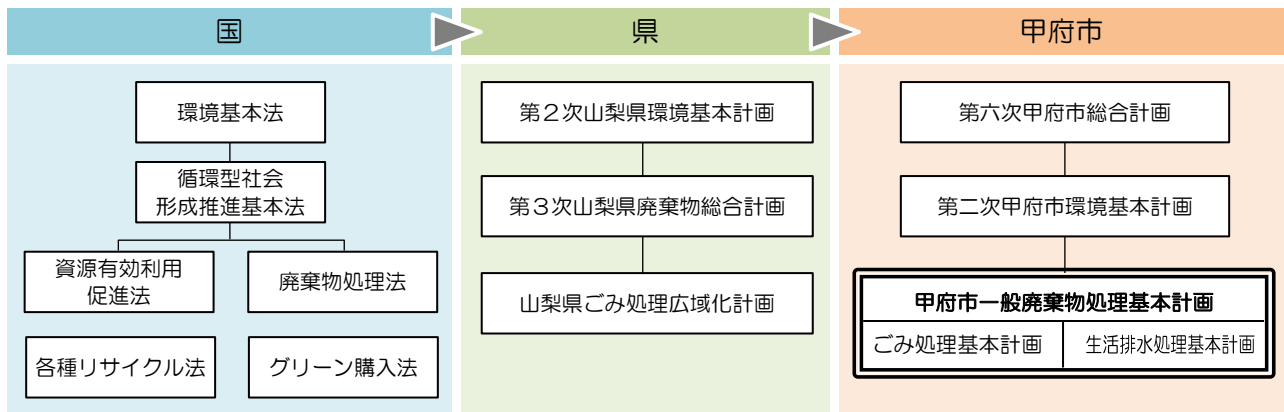 国
県
甲府市
環境基本法
循環型社会
形成推進基本法
資源有効利用
促進法
廃棄物処理法
各種リサイクル法
グリーン購入法
第2次山梨県環境基本計画
第3次山梨県廃棄物総合計画
山梨県ごみ処理広域化計画
第六次甲府市総合計画
第二次甲府市環境基本計画
甲府市一般廃棄物処理基本計画
ごみ処理基本計画
生活排水処理基本計画